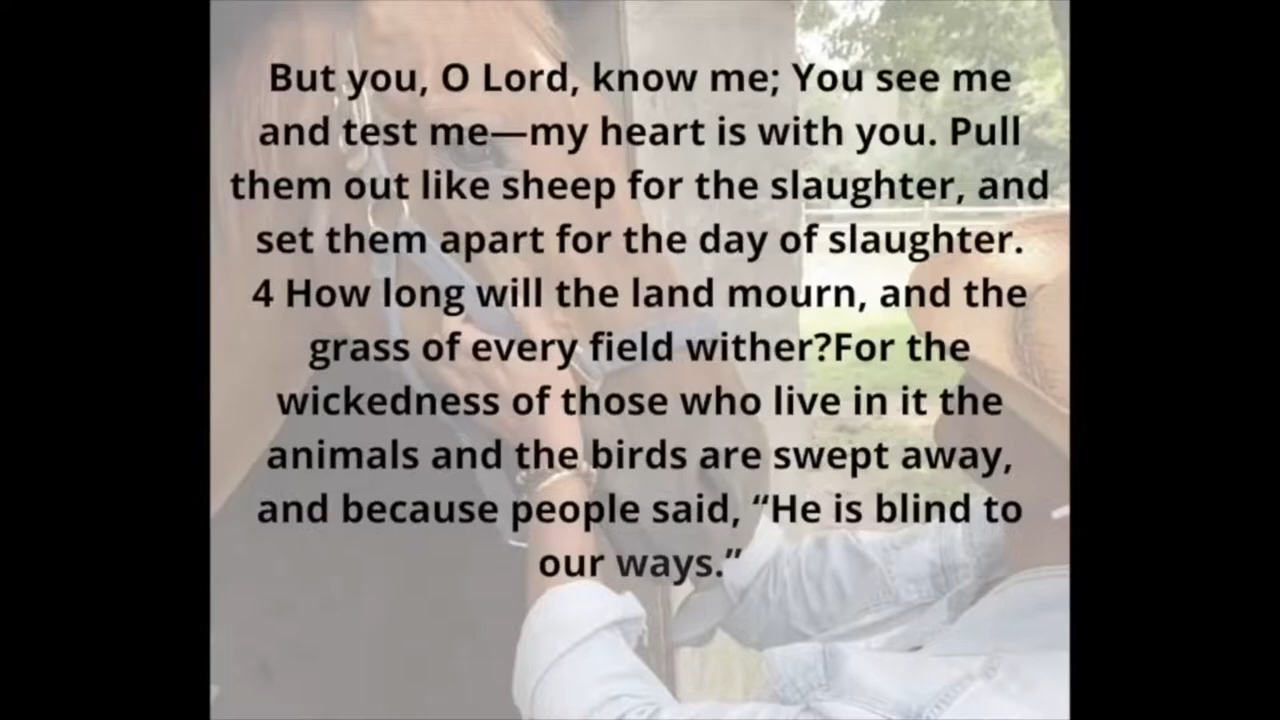 But you, O Lord, know me; You see me
and test me—my heart is with you. Pull
them out like sheep for the slaughter, and
set them apart for the day of slaughter.
4 How long will the land mourn, and the
grass of every field wither?For the
wickedness of those who live in it the
animals and the birds are swept away,
and because people said, “He is blind to
our ways.”